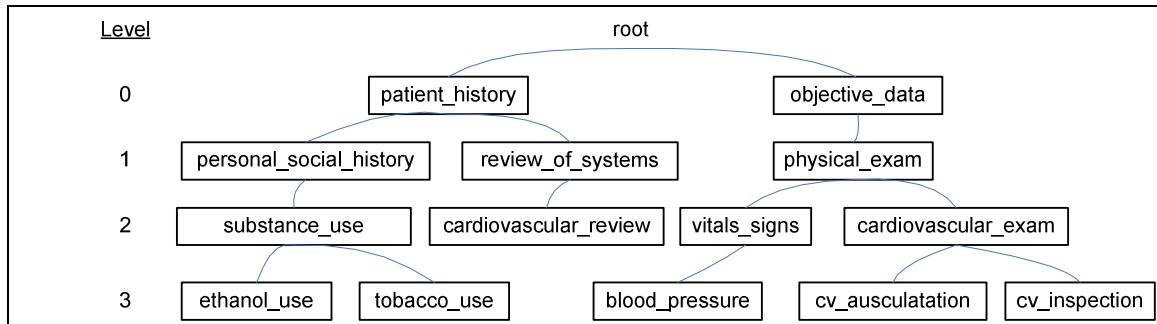 Level root
0 patient_history objective_data
1 personal_social_history review_of_systems physical_exam
2 substance_use cardiovascular_review vitals_signs cardiovascular_exam
3 ethanol_use tobacco_use blood_pressure cv_ausculatation cv_inspection